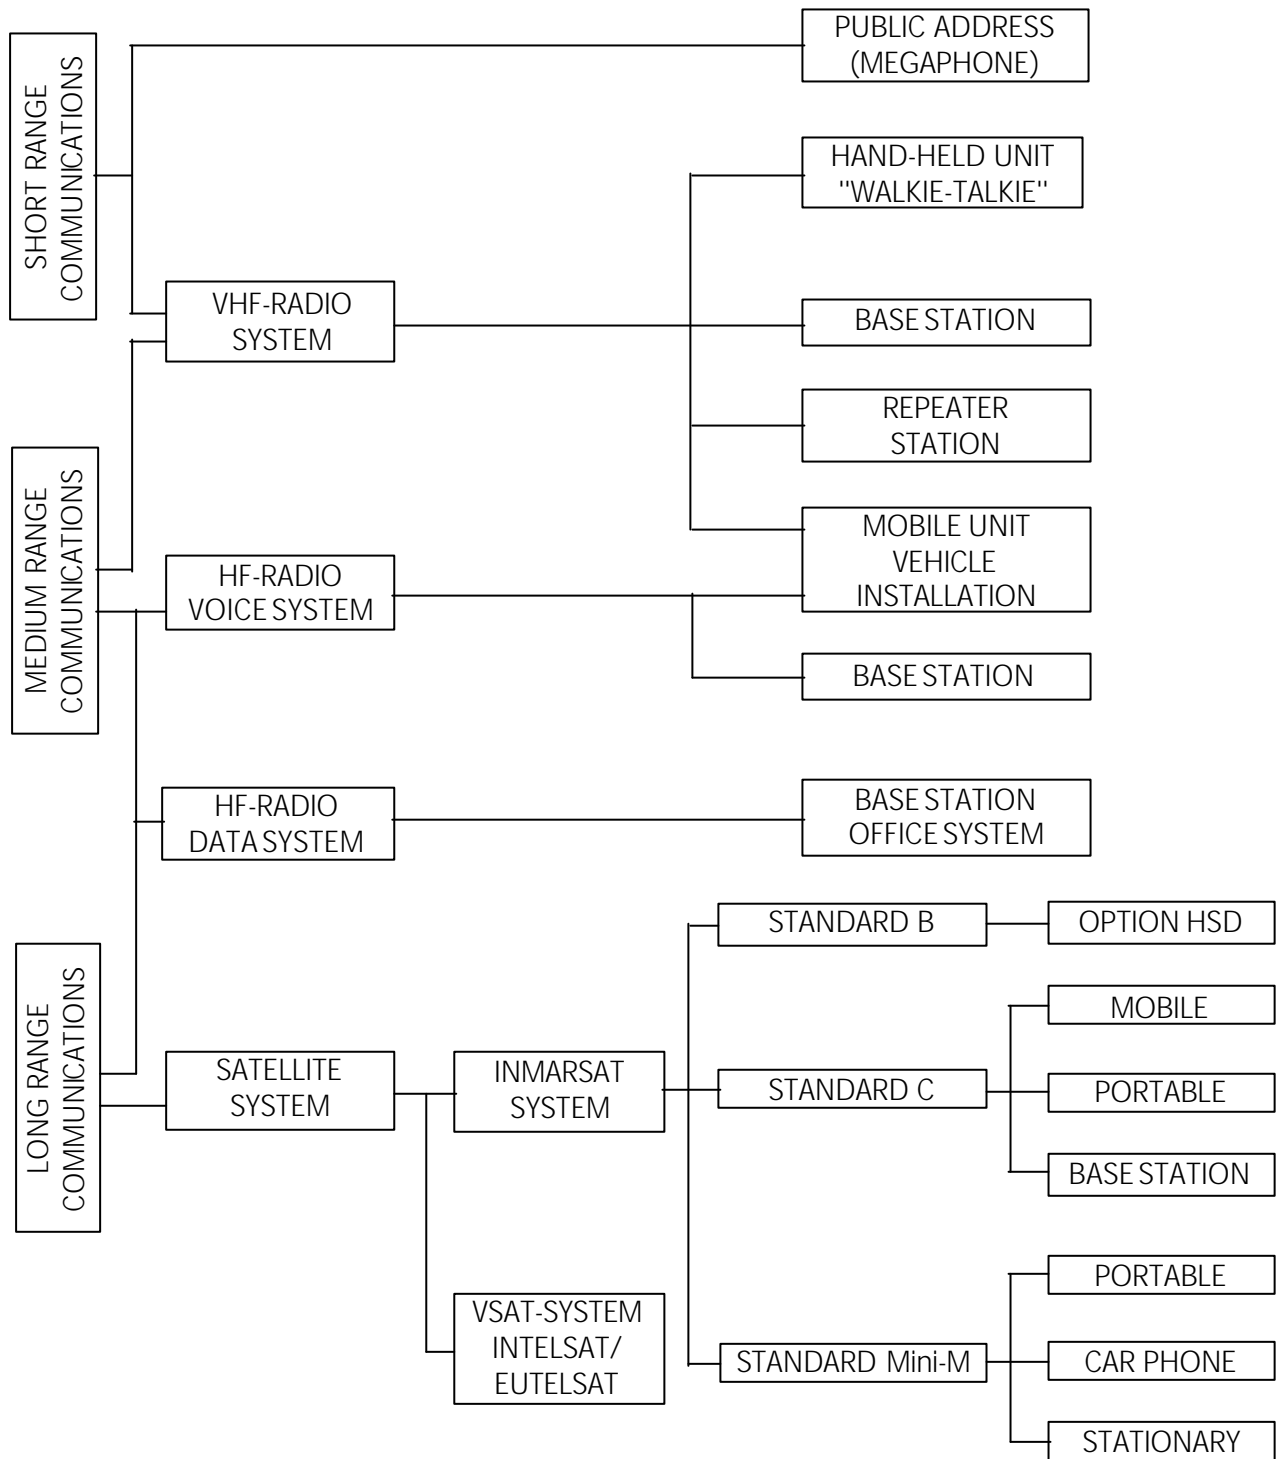 PUBLIC ADDRESS
(MEGAPHONE)
SHORT RANGE
COMMUNICATIONS
HAND-HELD UNIT
"WALKIE-TALKIE"
VHF-RADIO
SYSTEM
BASE STATION
REPEATER
STATION
MEDIUM RANGE
COMMUNICATIONS
MOBILE UNIT
VEHICLE
INSTALLATION
HF-RADIO
VOICE SYSTEM
BASE STATION
HF-RADIO
DATA SYSTEM
BASE STATION
OFFICE SYSTEM
LONG RANGE
COMMUNICATIONS
SATELLITE
SYSTEM
INMARSAT
SYSTEM
VSAT-SYSTEM
INTELSAT/
EUTELSAT
STANDARD B
OPTION HSD
STANDARD C
MOBILE
PORTABLE
BASE STATION
STANDARD Mini-M
PORTABLE
CAR PHONE
STATIONARY